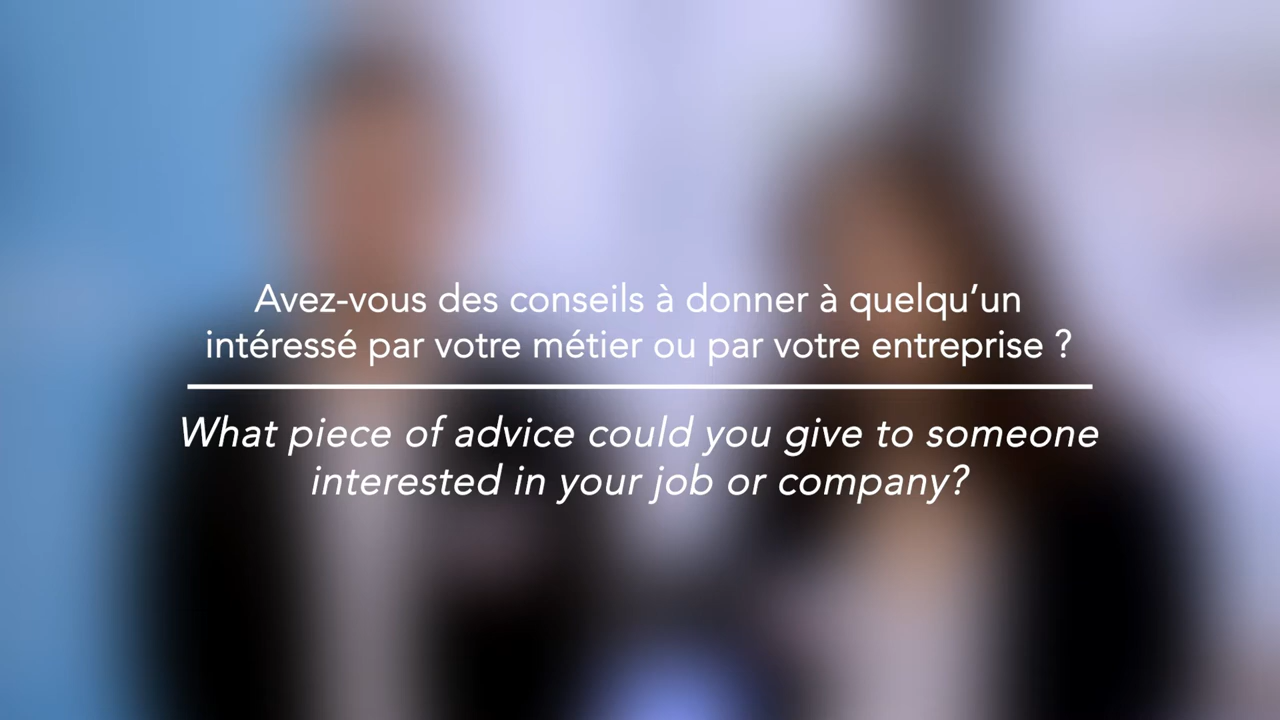 Avez-vous des conseils à donner à quelqu’un
intéressé par votre métier ou par votre entreprise ?
What piece of advice could you give to someone
interested in your job or company?